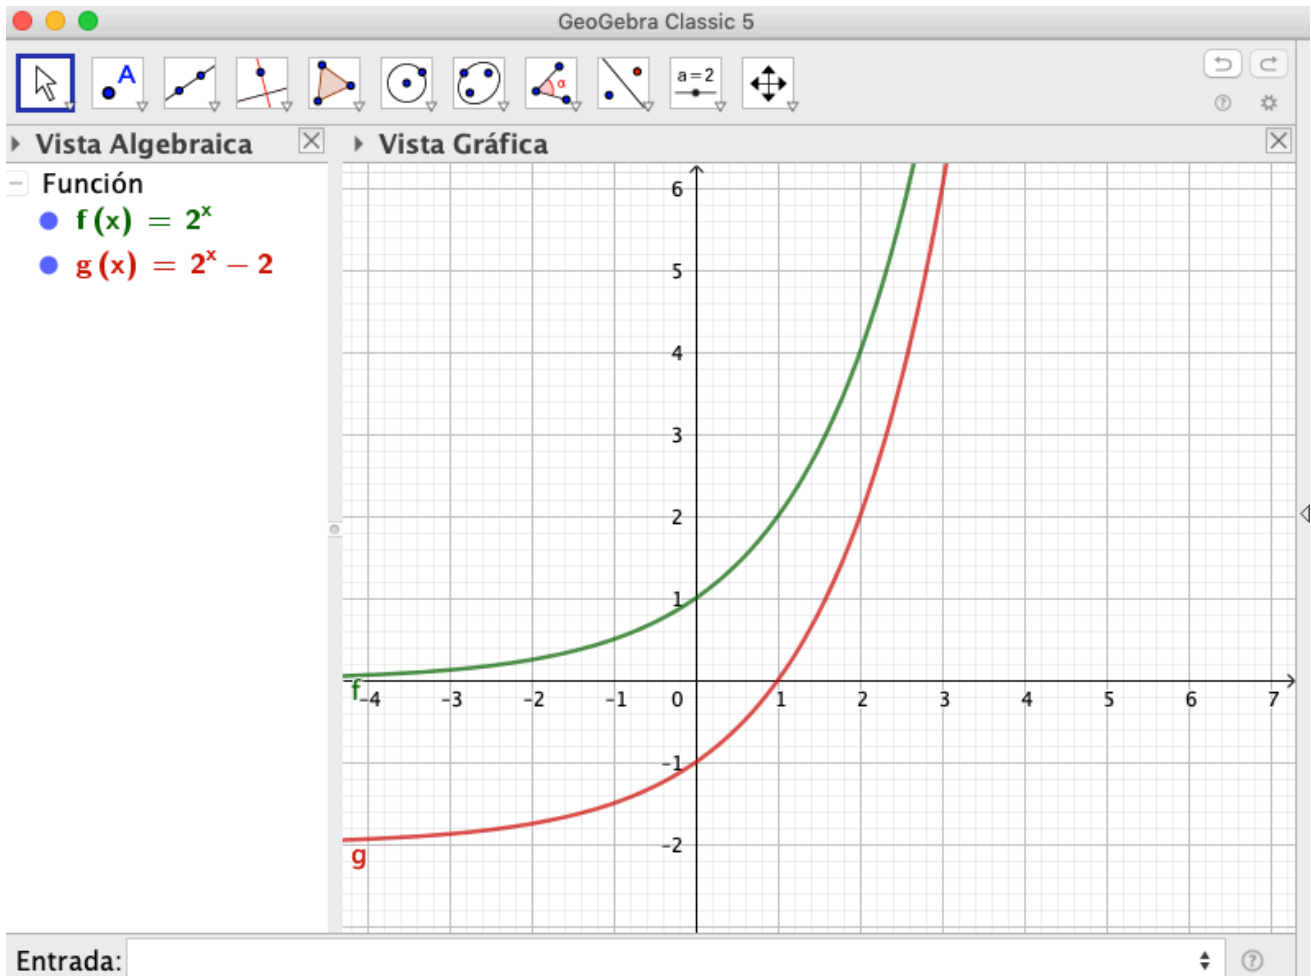 GeoGebra Classic 5
A
α
a=2
Vista Algebraica
Vista Gráfica
Función
f (x) = 2ˣ
g (x) = 2ˣ − 2
6
5
4
3
2
1
-4 -3 -2 -1 0 1 2 3 4 5 6 7
f
-1
-2
g
Entrada: